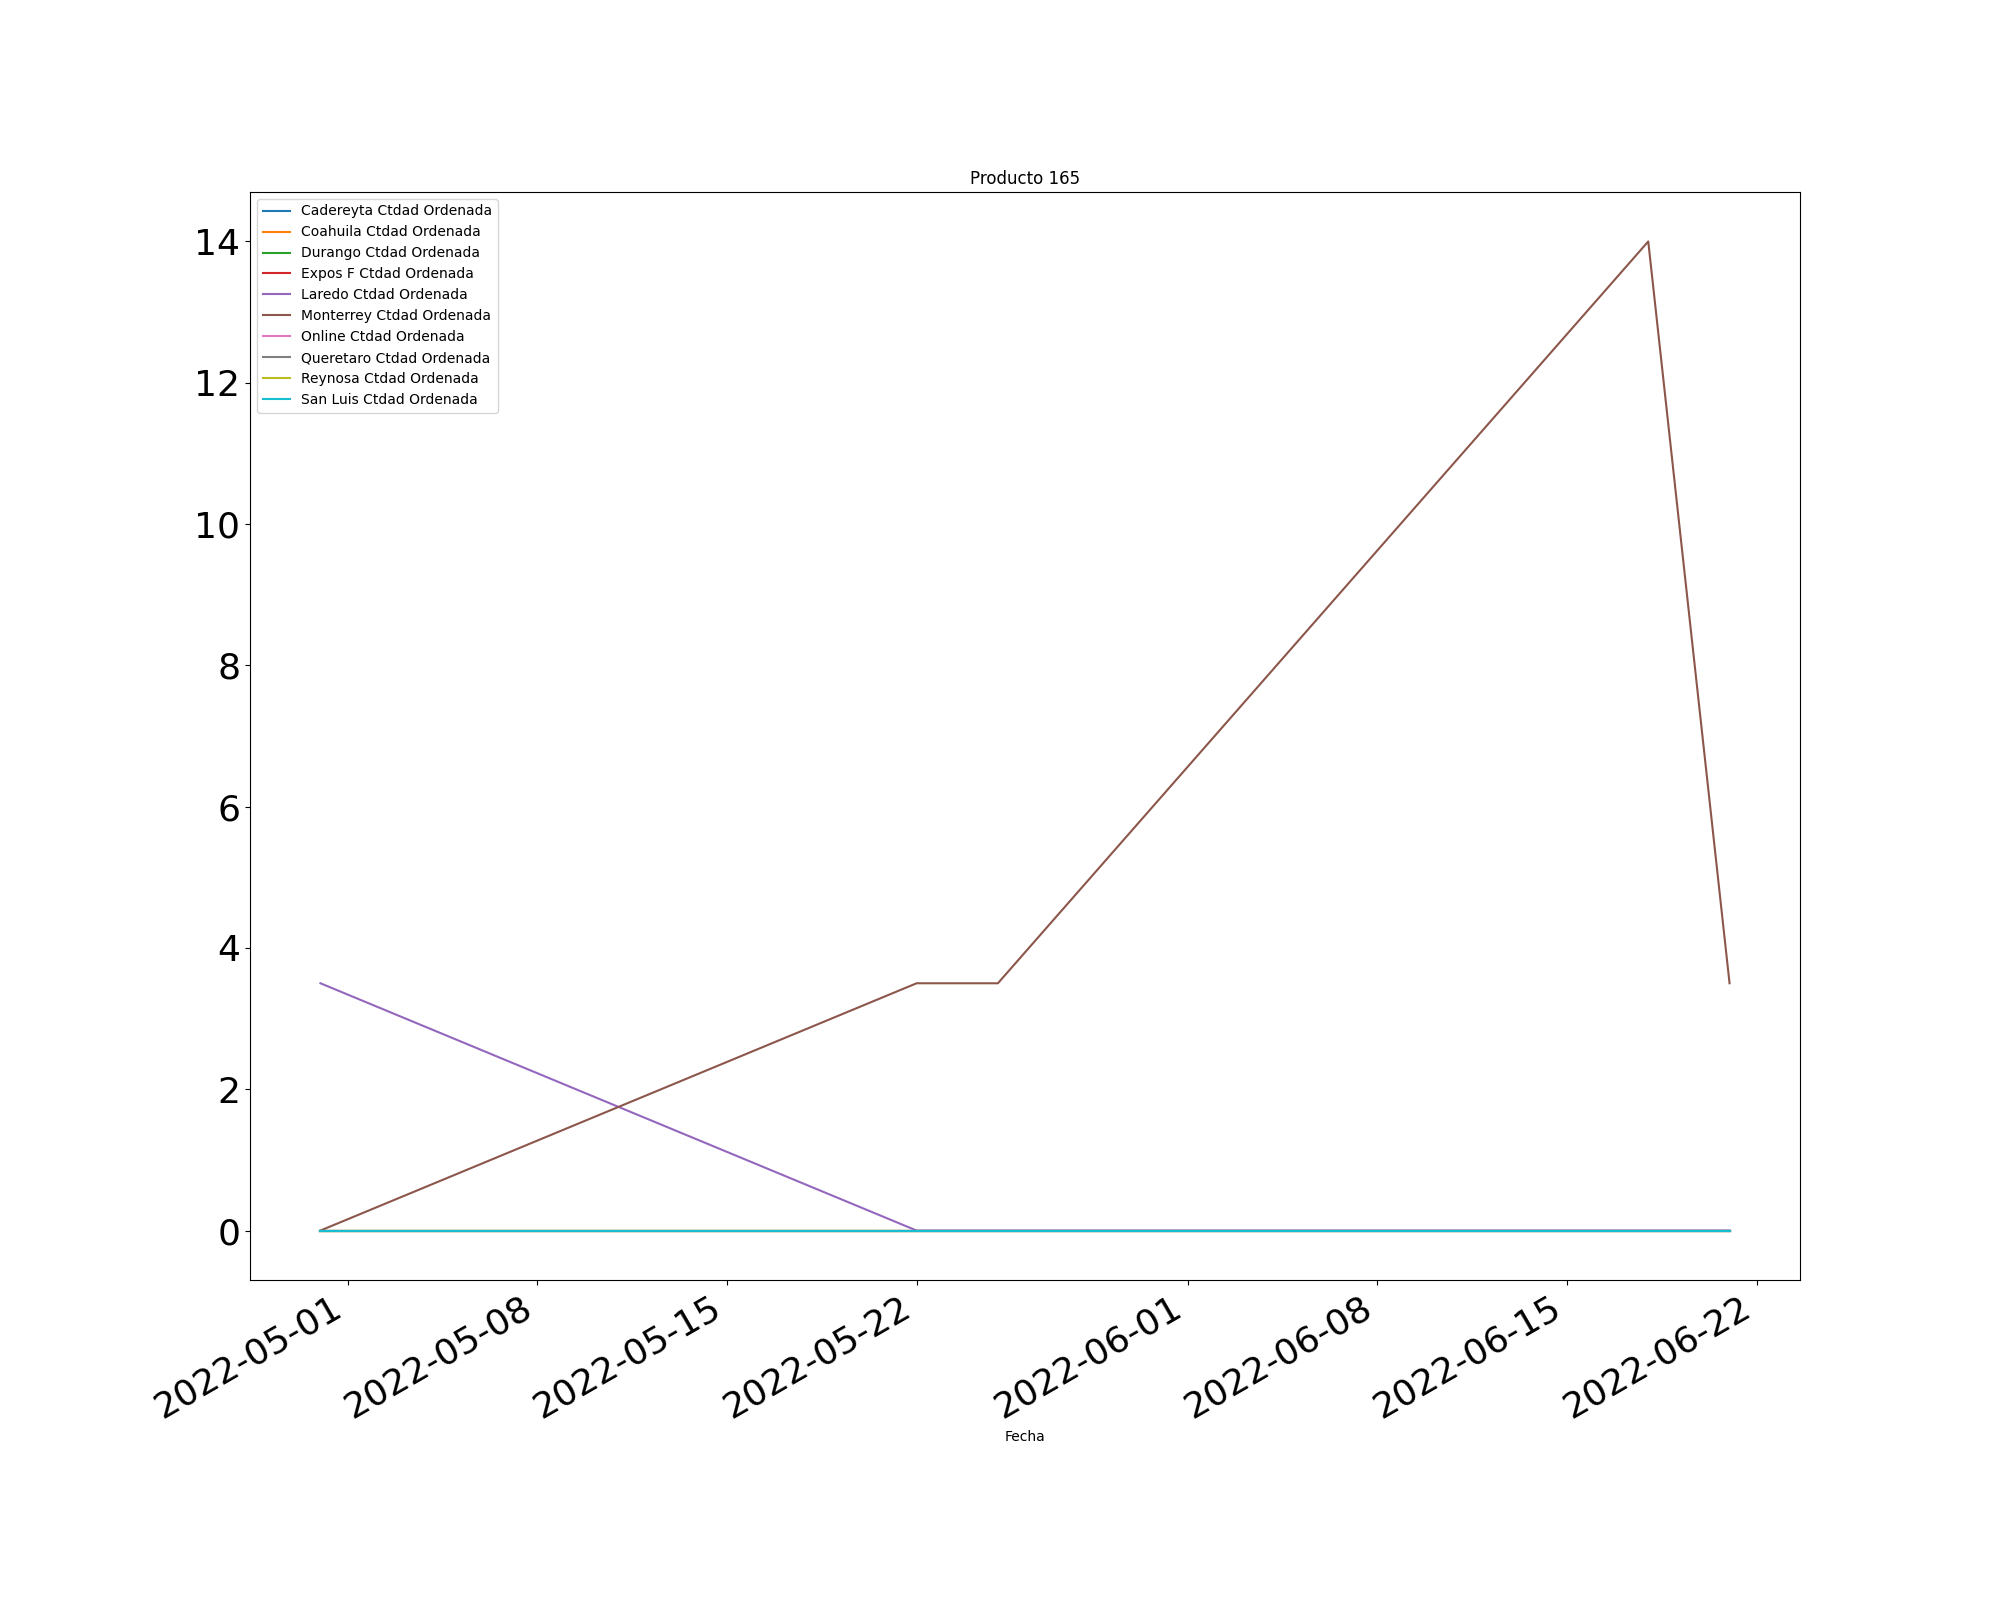 Producto 165
Cadereyta Ctdad Ordenada
Coahuila Ctdad Ordenada
Durango Ctdad Ordenada
Expos F Ctdad Ordenada
Laredo Ctdad Ordenada
Monterrey Ctdad Ordenada
Online Ctdad Ordenada
Queretaro Ctdad Ordenada
Reynosa Ctdad Ordenada
San Luis Ctdad Ordenada
14
12
10
8
6
4
2
0
2022-05-01
2022-05-08
2022-05-15
2022-05-22
2022-06-01
2022-06-08
2022-06-15
2022-06-22
Fecha